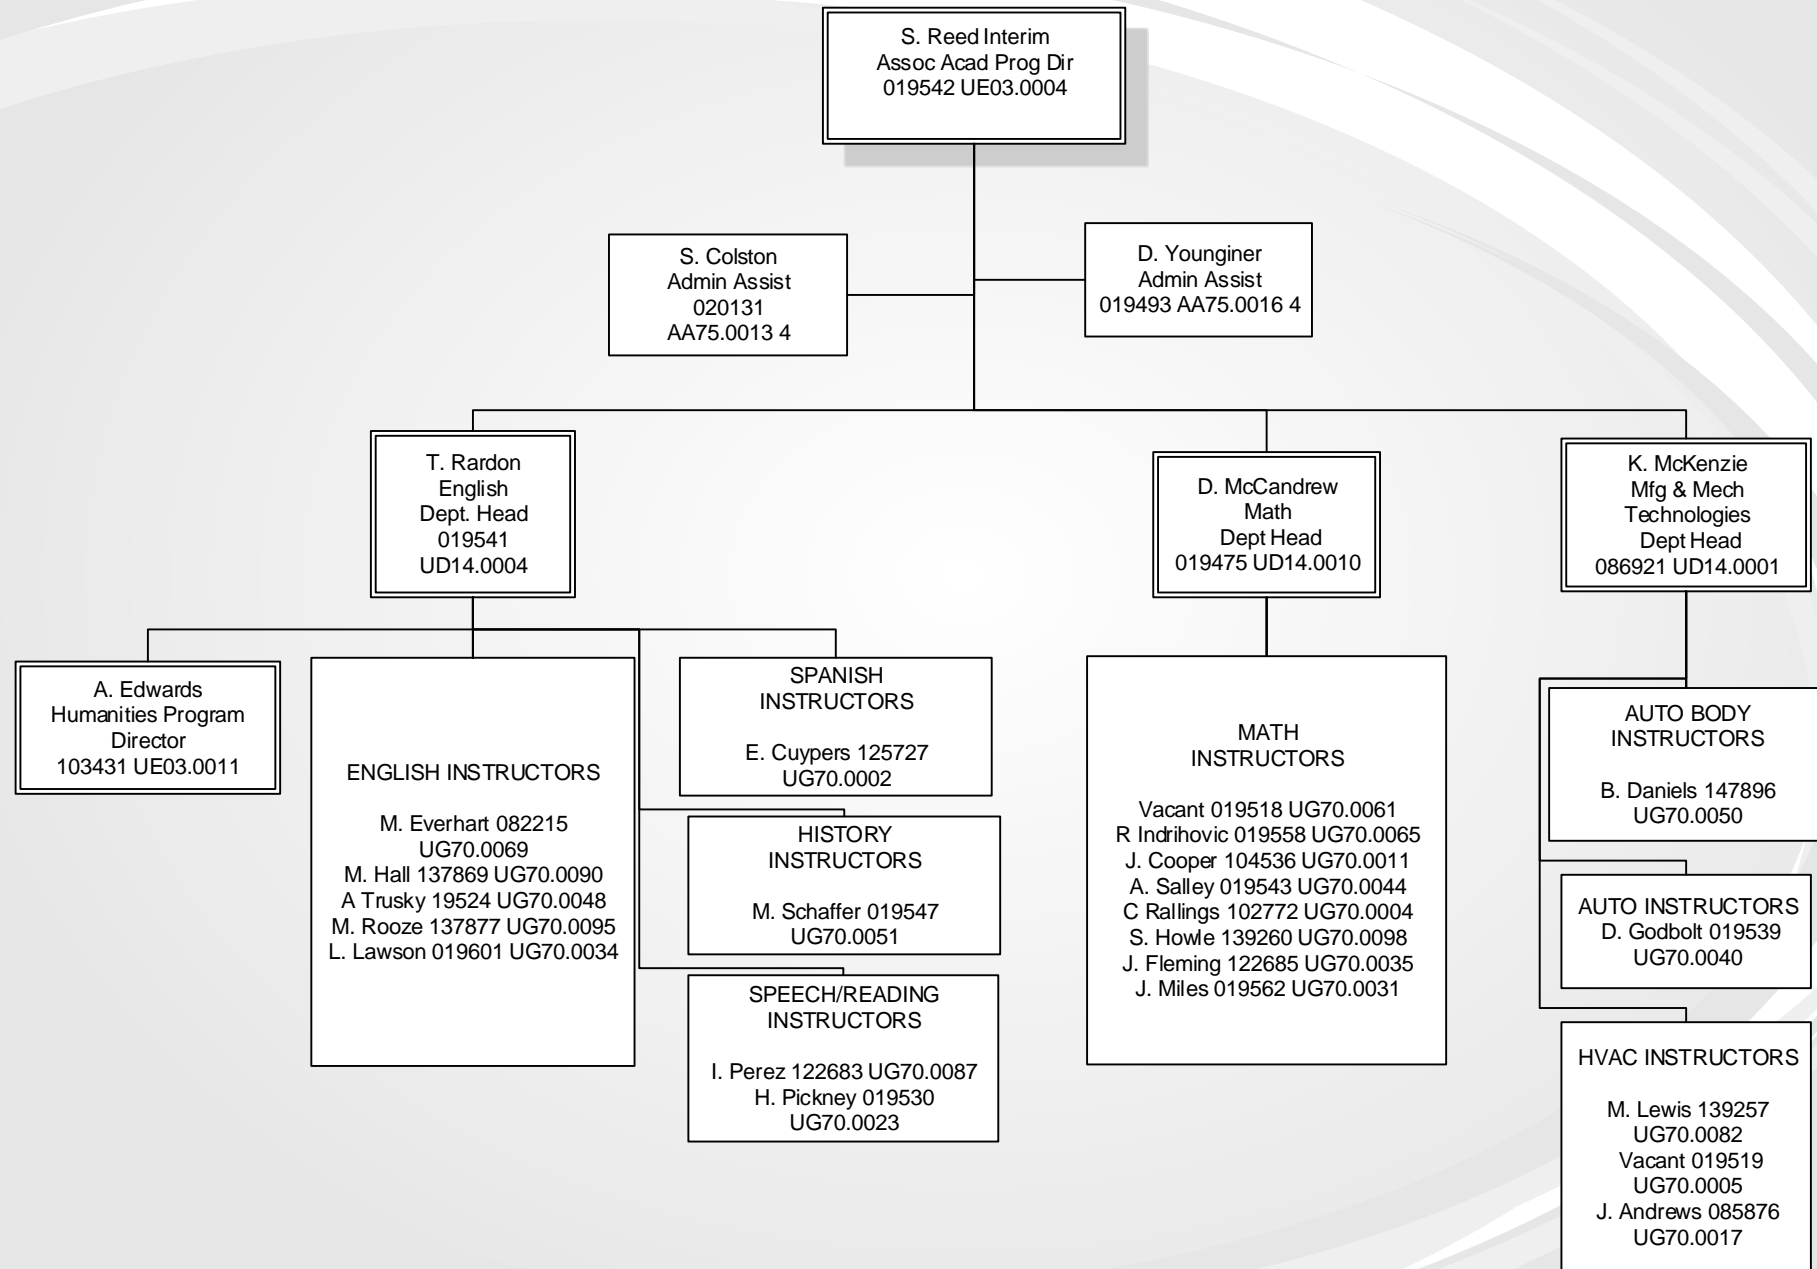 S. Reed Interim
Assoc Acad Prog Dir
019542 UE03.0004
S. Colston
Admin Assist
020131
AA75.0013 4
D. Younginer
Admin Assist
019493 AA75.0016 4
T. Rardon
English
Dept. Head
019541
UD14.0004
D. McCandrew
Math
Dept Head
019475 UD14.0010
K. McKenzie
Mfg & Mech
Technologies
Dept Head
086921 UD14.0001
A. Edwards
Humanities Program
Director
103431 UE03.0011
ENGLISH INSTRUCTORS
M. Everhart 082215
UG70.0069
M. Hall 137869 UG70.0090
A Trusky 19524 UG70.0048
M. Rooze 137877 UG70.0095
L. Lawson 019601 UG70.0034
SPANISH
INSTRUCTORS
E. Cuypers 125727
UG70.0002
HISTORY
INSTRUCTORS
M. Schaffer 019547
UG70.0051
SPEECH/READING
INSTRUCTORS
I. Perez 122683 UG70.0087
H. Pickney 019530
UG70.0023
MATH
INSTRUCTORS
Vacant 019518 UG70.0061
R Indrihovic 019558 UG70.0065
J. Cooper 104536 UG70.0011
A. Salley 019543 UG70.0044
C Rallings 102772 UG70.0004
S. Howle 139260 UG70.0098
J. Fleming 122685 UG70.0035
J. Miles 019562 UG70.0031
AUTO BODY
INSTRUCTORS
B. Daniels 147896
UG70.0050
AUTO INSTRUCTORS
D. Godbolt 019539
UG70.0040
HVAC INSTRUCTORS
M. Lewis 139257
UG70.0082
Vacant 019519
UG70.0005
J. Andrews 085876
UG70.0017